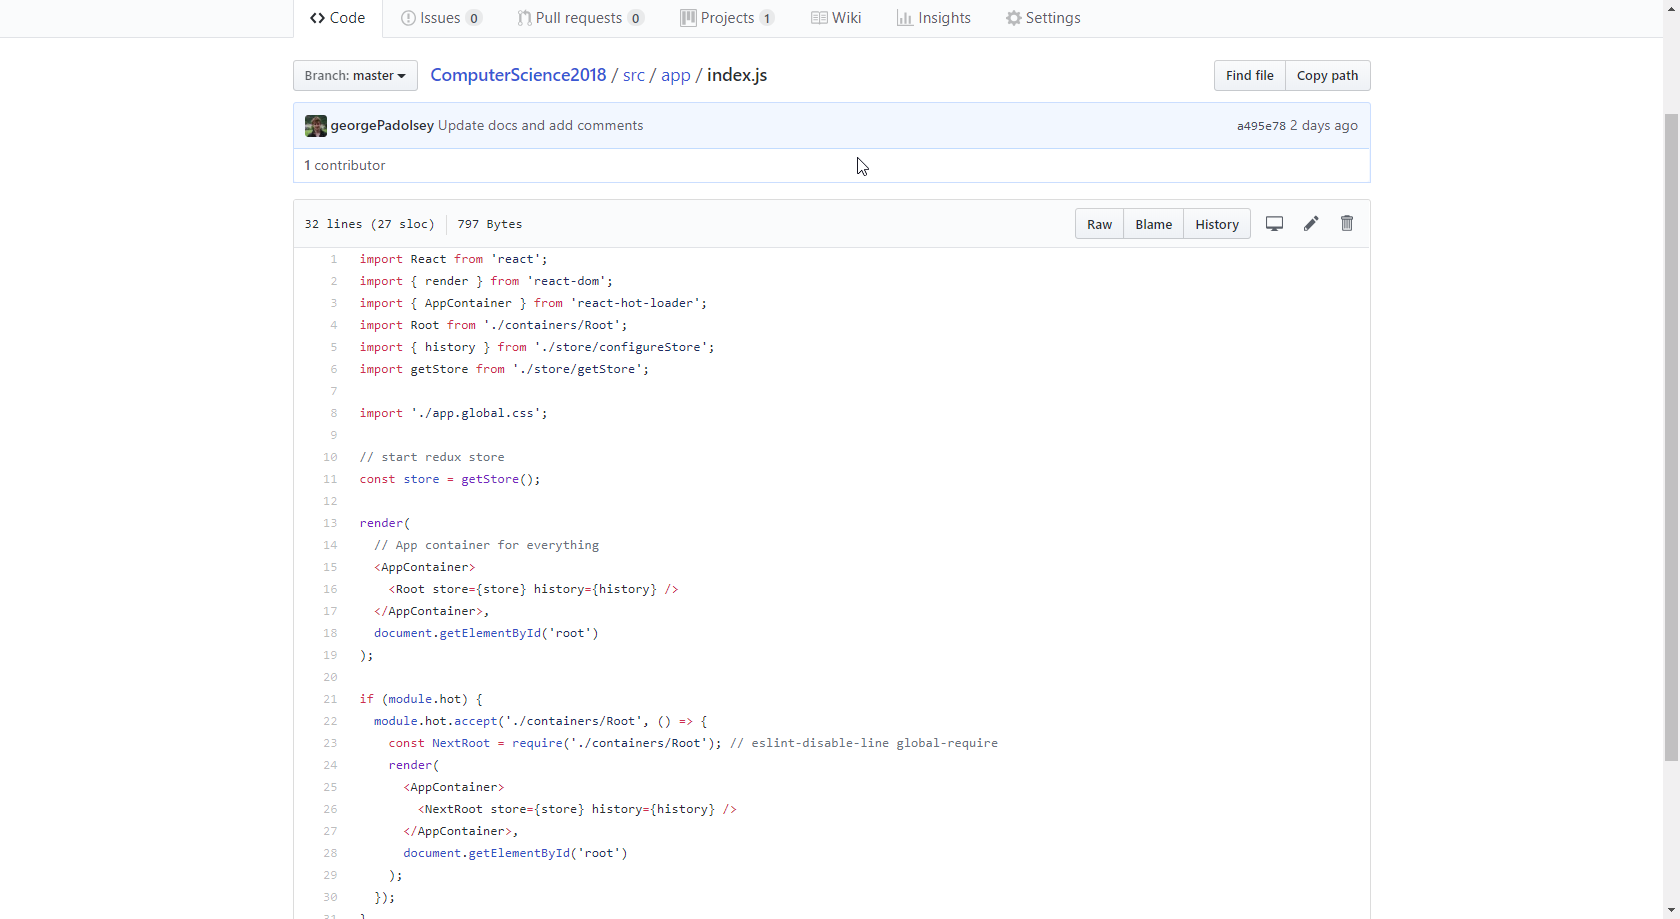 Code Issues 0 Pull requests 0 Projects 1 Wiki Insights Settings
Branch: master ComputerScience2018 / src / app / index.js Find file Copy path
georgePadolsey Update docs and add comments a495e78 2 days ago
1 contributor
32 lines (27 sloc) 797 Bytes Raw Blame History
1 import React from 'react';
2 import { render } from 'react-dom';
3 import { AppContainer } from 'react-hot-loader';
4 import Root from './containers/Root';
5 import { history } from './store/configureStore';
6 import getStore from './store/getStore';
7
8 import './app.global.css';
9
10 // start redux store
11 const store = getStore();
12
13 render(
14   // App container for everything
15   <AppContainer>
16     <Root store={store} history={history} />
17   </AppContainer>,
18   document.getElementById('root')
19 );
20
21 if (module.hot) {
22   module.hot.accept('./containers/Root', () => {
23     const NextRoot = require('./containers/Root'); // eslint-disable-line global-require
24     render(
25       <AppContainer>
26         <NextRoot store={store} history={history} />
27       </AppContainer>,
28       document.getElementById('root')
29     );
30   });
31 }